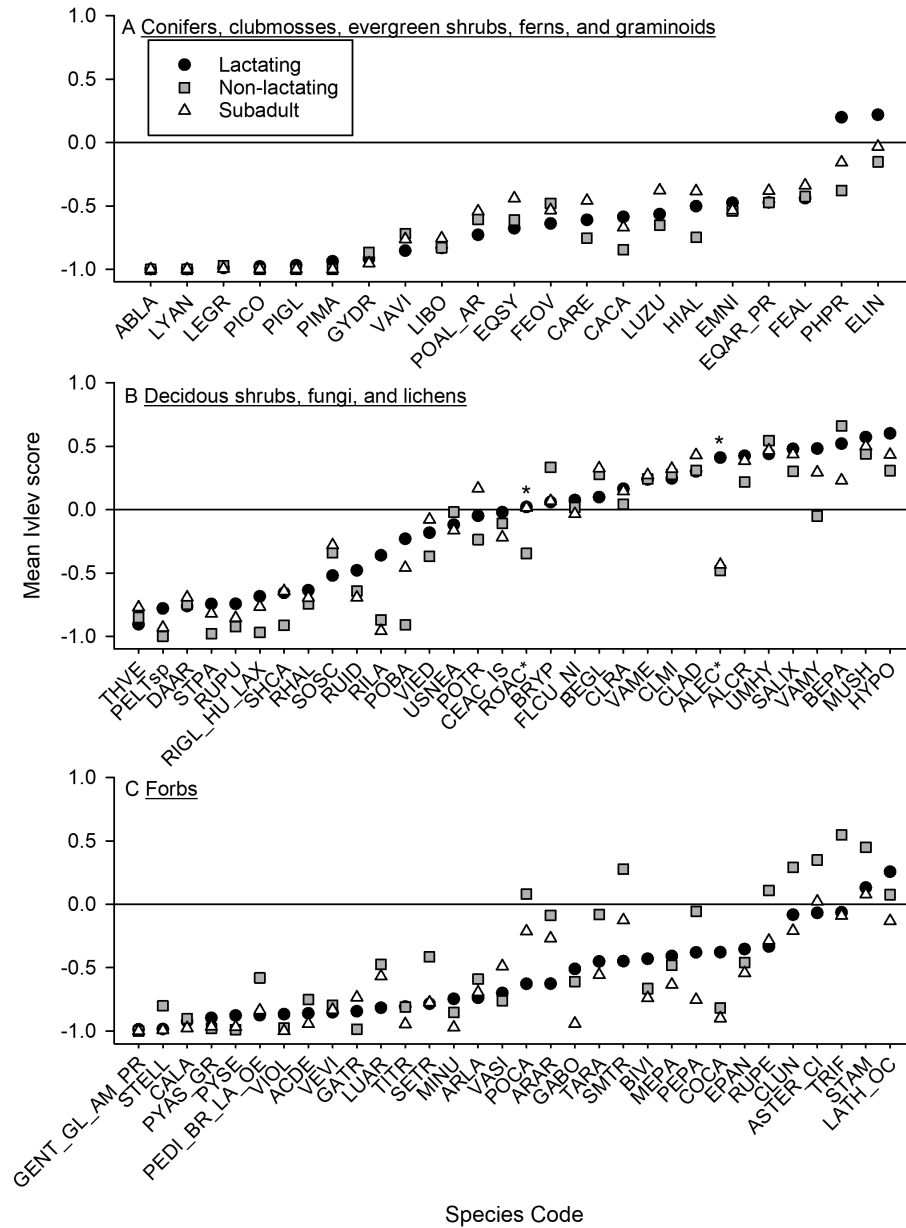 A Conifers, clubmosses, evergreen shrubs, ferns, and graminoids
Lactating
Non-lactating
Subadult
1.0
0.5
0.0
-0.5
-1.0
ABLA
LYAN
LEGR
PICO
PIGL
PIMA
GYDR
VAVI
LIBO
POAL_AR
EQSY
FEOV
CARE
CACA
LUZU
HIAL
EMNI
EQAR_PR
FEAL
PHPR
ELIN
Mean Ivlev score
B Decidous shrubs, fungi, and lichens
1.0
0.5
0.0
-0.5
-1.0
*
*
THVE
PELTsp
DAAR
STPA
RUPU
RIGL_HU_LAX
SHCA
RHAL
SOSC
RUID
RILA
POBA
VIED
USNEA
POTR
CEAC_IS
ROAC*
BRYP
FLCU_NI
BEGL
CLRA
VAME
CLMI
CLAD
ALEC*
ALCR
UMHY
SALIX
VAMY
BEPA
MUSH
HYPO
C Forbs
1.0
0.5
0.0
-0.5
-1.0
GENT_GL_AM_PR
STELL
CALA
PYAS_GR
PYSE
PEDI_BR_LA_VIOL
ACDE
VEVI
GATR
LUAR
TITR
SETR
MINU
ARLA
VASI
POCA
ARAR
GABO
TARA
SMTR
BIVI
MEPA
PEPA
COCA
EPAN
RUPE
CLUN
ASTER_CI
TRIF
STAM
LATH_OC
Species Code